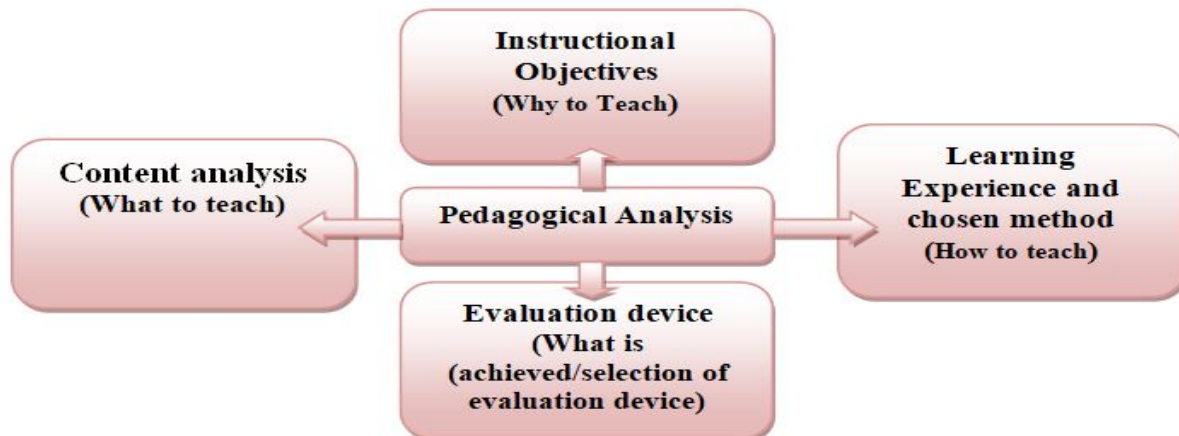 Instructional
Objectives
(Why to Teach)
Content analysis
(What to teach)
Pedagogical Analysis
Learning
Experience and
chosen method
(How to teach)
Evaluation device
(What is
(achieved/selection of
evaluation device)